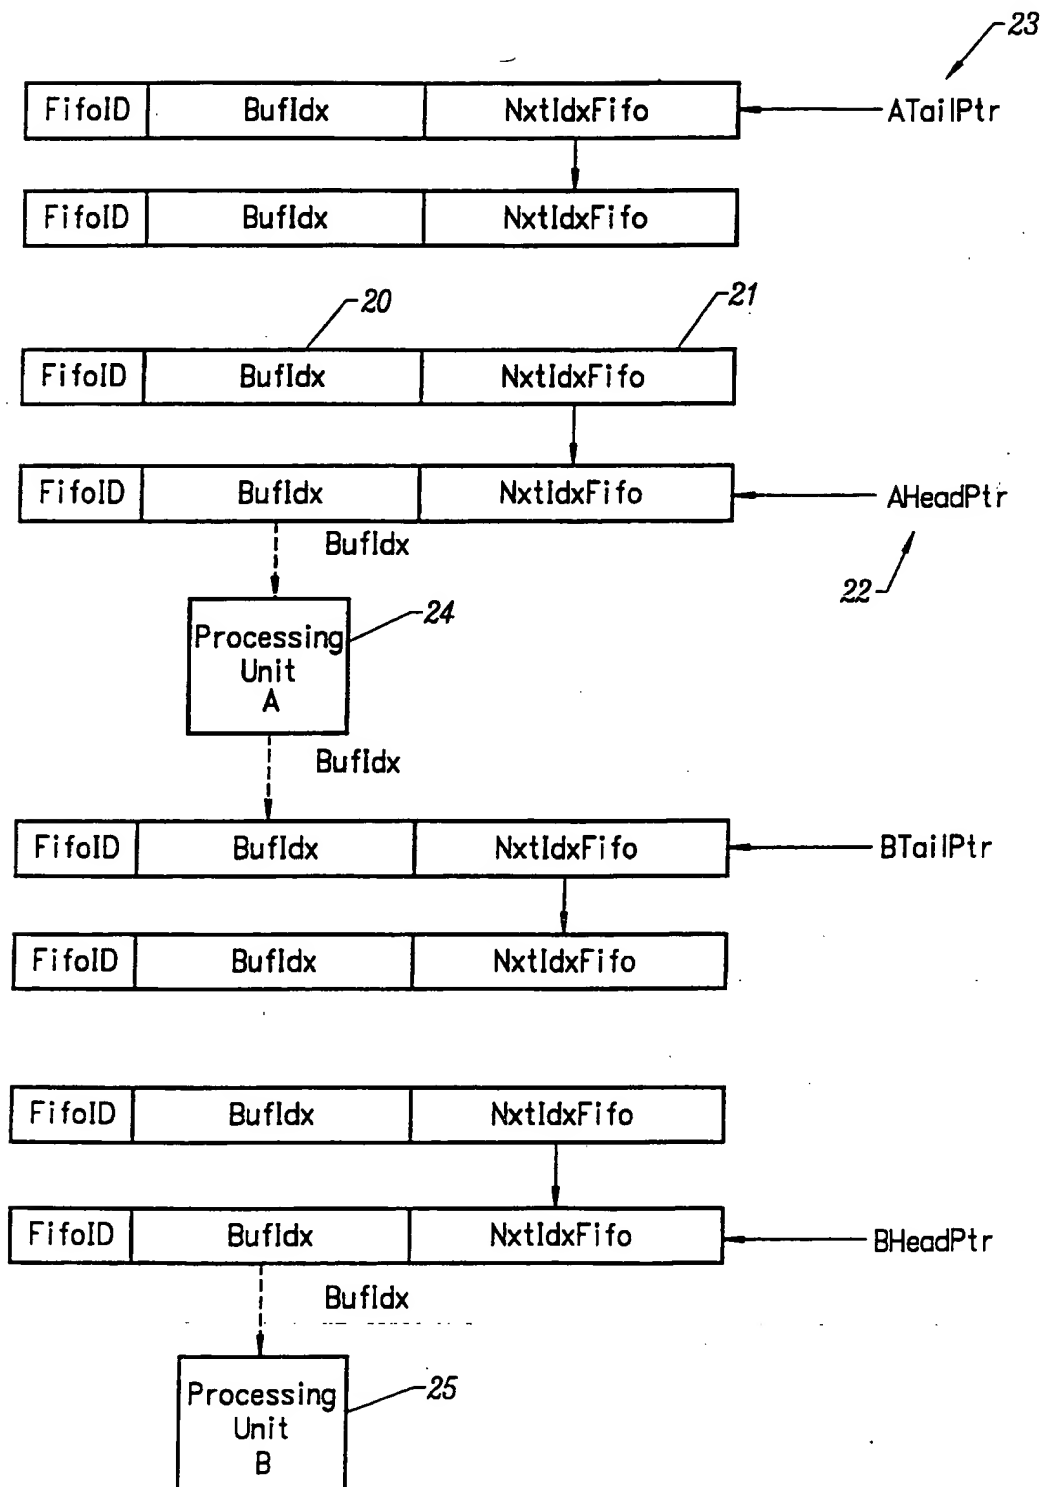 23
FifoID BufIdx NxtIdxFifo ATailPtr
FifoID BufIdx NxtIdxFifo
20 21
FifoID BufIdx NxtIdxFifo
FifoID BufIdx NxtIdxFifo AHeadPtr
BufIdx
22
24
Processing
Unit
A
BufIdx
FifoID BufIdx NxtIdxFifo BTailPtr
FifoID BufIdx NxtIdxFifo
FifoID BufIdx NxtIdxFifo
FifoID BufIdx NxtIdxFifo BHeadPtr
BufIdx
25
Processing
Unit
B